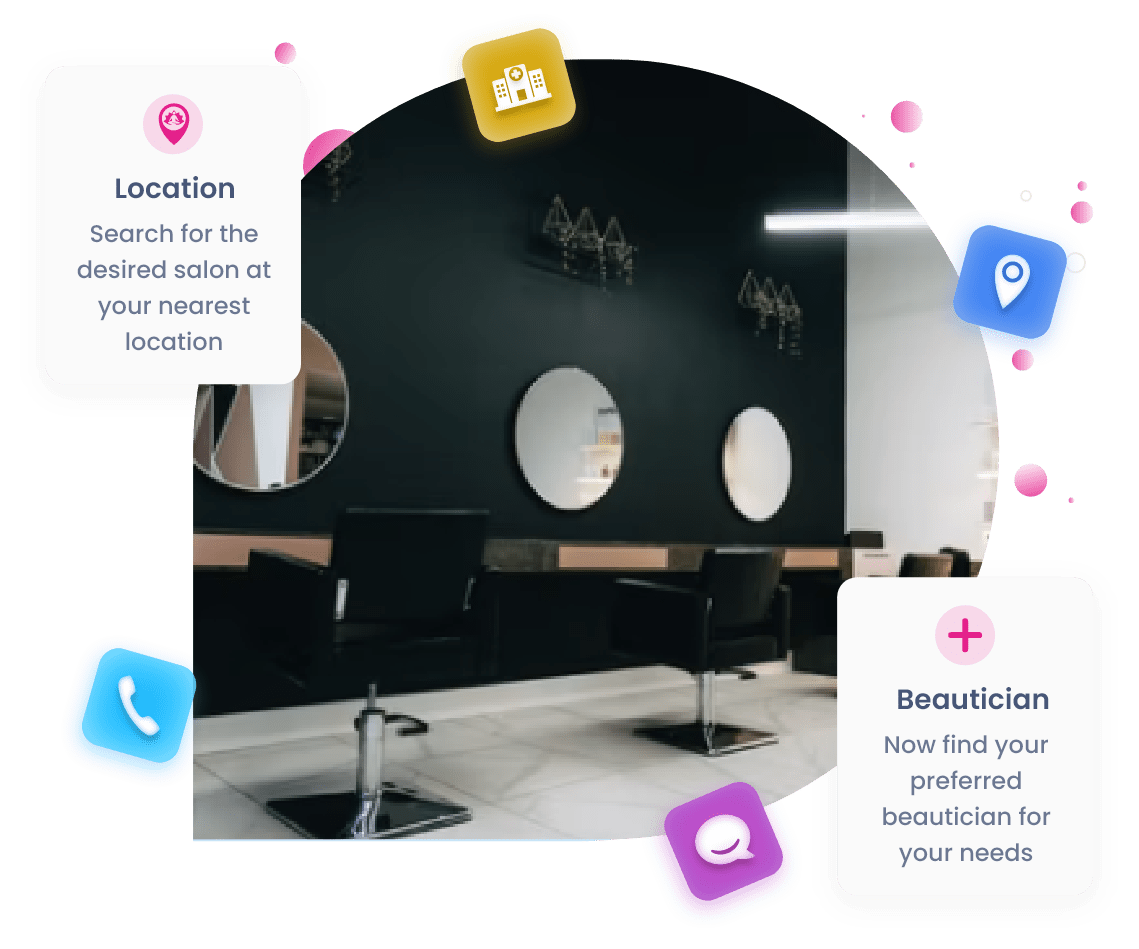 Location
Search for the
desired salon at
your nearest
location
Beautician
Now find your
preferred
beautician for
your needs